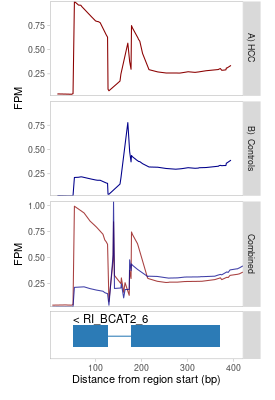 0.75
0.50
0.25
FPM
A) HCC
0.75
0.50
0.25
FPM
B) Controls
1.00
0.75
0.50
0.25
FPM
Combined
< RI_BCAT2_6
100 200 300 400
Distance from region start (bp)